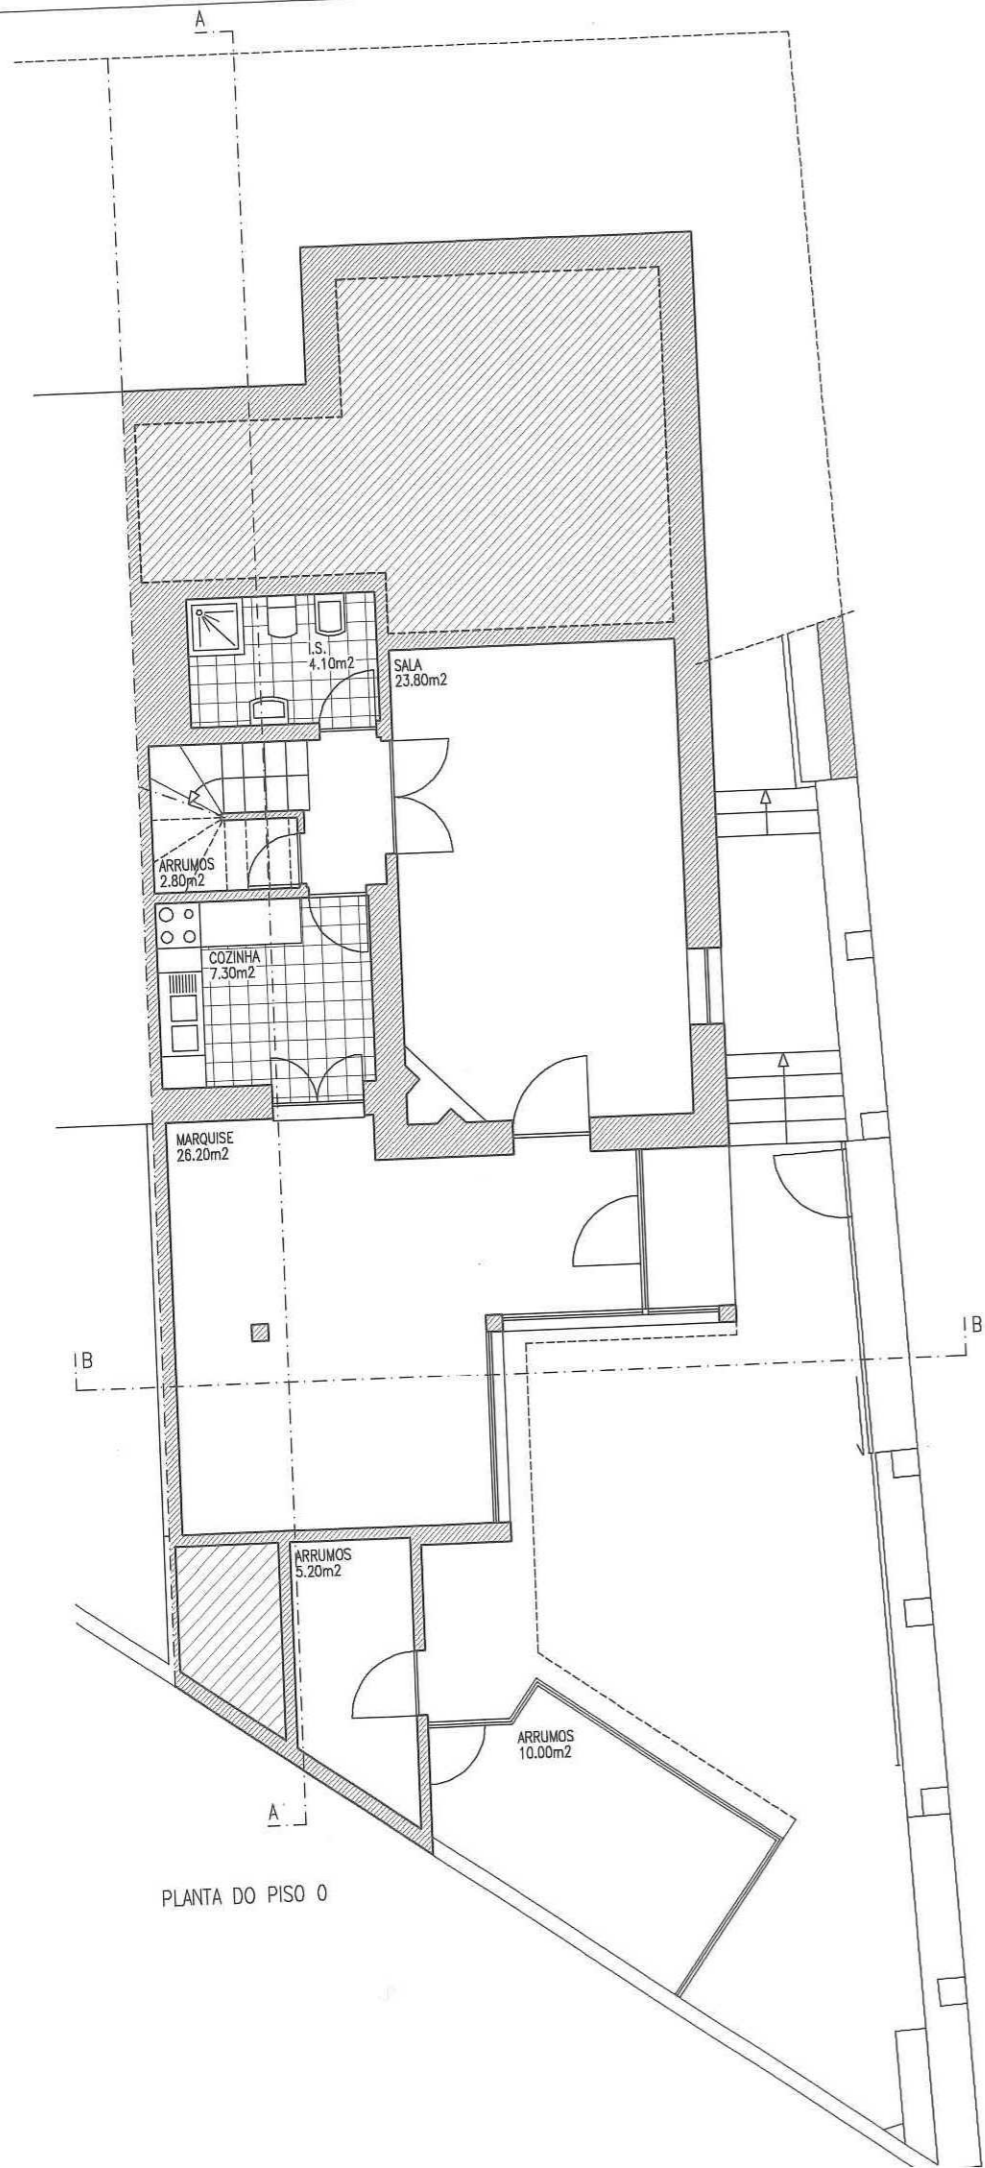 A
I.S.
4.10m2
SALA
23.80m2
ARRUMOS
2.80m2
COZINHA
7.30m2
MARQUISE
26.20m2
B
B
ARRUMOS
5.20m2
ARRUMOS
10.00m2
A
PLANTA DO PISO 0